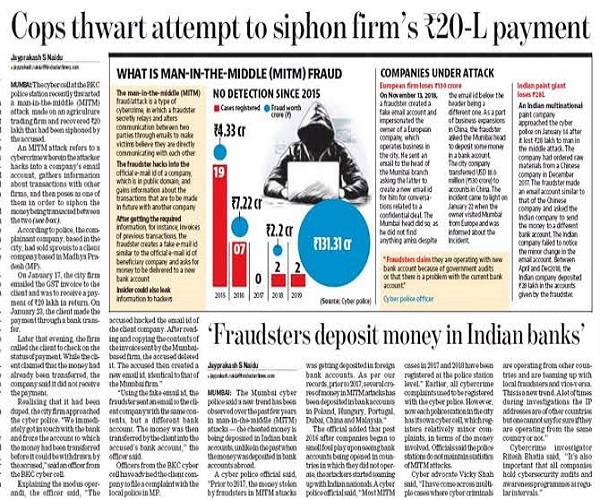 Cops thwart attempt to siphon firm's ₹20-L payment
Jayprakash S Naidu
MUMBAI: The cyber cell at the BKC
police station recently thwarted
a man-in-the-middle (MITM)
attack made on an agriculture
trading firm and recovered ₹20
lakh that had been siphoned by
the accused.
An MITM attack refers to a
cybercrime wherein the attacker
hacks into a company's email
account, gathers information
about transactions with other
firms, and then poses as one of
them in order to siphon the
money being transacted between
the two (see box).
According to police, the com-
plainant company, based in the
city, had sold sprouts to a client
company based in Madhya
Pradesh (MP).
On January 17, the city firm
emailed the GST invoice to the
client and was to receive a pay-
ment of ₹20 lakh in return. On
January 23, the client made the
payment through a bank trans-
fer.
Later that evening, the firm
called the client to check on the
status of payment. While the cli-
ent claimed that the money had
already been transferred, the
company said it did not receive
the payment.
Realising that it had been
duped, the city firm approached
the cyber police. "We immedi-
ately got in touch with the bank
and froze the account to which
the money had been transferred
before it could be withdrawn by
the accused," said an officer from
the BKC cyber cell.
Explaining the modus oper-
andi, the officer said, "The
accused hacked the email id of
the client company. After read-
ing and copying the contents of
the invoice sent by the Mumbai-
based firm, the accused deleted
it. The accused then created a
new email id, identical to that of
the Mumbai firm."
"Using the fake email id, the
fraudster sent an email to the cli-
ent company with the same con-
tents, but a different bank
account. The money was then
transferred by the client into the
accused's bank account," the
officer said.
Officers from the BKC cyber
cell have advised the client com-
pany to file a complaint with the
local police in MP.
WHAT IS MAN-IN-THE-MIDDLE (MITM) FRAUD
The man-in-the-middle (MITM)
fraud/attack is a type of
cybercrime, in which a fraudster
secretly relays and alters
communication between two
parties through emails to make
victims believe they are directly
communicating with each other
The fraudster hacks into the
official e-mail id of a company,
which is in public domain, and
gains information about the
transactions that are to be made
in future with another company
After getting the required
information, for instance, invoices
of previous transactions, the
fraudster creates a fake e-mail id
similar to the official e-mail id of
beneficiary company and asks for
money to be delivered to a new
bank account
Insider could also leak
information to hackers
NO DETECTION SINCE 2015
Cases registered
Fraud worth
crore (₹)
₹4.33 cr
19
₹7.22 cr
07
0
₹2.2 cr
2
2
₹131.31 cr
2015 2016 2017 2018 2019
(Source: Cyber police)
COMPANIES UNDER ATTACK
European firm loses ₹130 crore
On November 13, 2018,
a fraudster created a
fake email account and
impersonated the
owner of a European
company, which
operates business in
the city. He sent an
email to the head of
the Mumbai branch
asking the latter to
create a new email id
for him for conversa-
tions related to a
confidential deal. The
Mumbai head did so, as
he did not find
anything amiss despite
the email id below the
header being a
different one. As a part
of business expansions
in China, the fraudster
asked the Mumbai head
to deposit some money
in a bank account.
The city company
transferred USD 18.6
million (₹130 crore) to
accounts in China. The
incident came to light on
January 22 when the
owner visited Mumbai
from Europe and was
informed about the
incident.
"Fraudsters claim they are operating with new
bank account because of government audits
or that there is a problem with the current bank
account."
Cyber police officer
Indian paint giant
loses ₹28L
An Indian multinational
paint company
approached the cyber
police on January 14 after
it lost ₹28 lakh to man in
the middle attack. The
company had ordered raw
materials from a Chinese
company in December
2017. The fraudster made
an email account similar to
that of the Chinese
company and asked the
Indian company to send
the money to a different
bank account. The Indian
company failed to notice
the minor change in the
email account. Between
April and December, the
Indian company deposited
₹28 lakh in the accounts
given by the fraudster.
'Fraudsters deposit money in Indian banks'
Jayprakash S Naidu
MUMBAI: The Mumbai cyber
police said a new trend has been
observed over the past few years
in man-in-the-middle (MITM)
attacks — the cheated money is
being deposited in Indian bank
accounts, unlike in the past when
the money was deposited in bank
accounts abroad.
A cyber police official said,
"Prior to 2017, the money stolen
by fraudsters in MITM attacks
was getting deposited in foreign
bank accounts. As per our
records, prior to 2017, several cro-
res of money in MITM attacks has
been deposited in bank accounts
in Poland, Hungary, Portugal,
Dubai, China and Malaysia."
The official added that post
2016 companies began to
smell foul play upon seeing bank
accounts being opened in coun-
tries in which they did not oper-
ate, the attackers started teaming
up with Indian nationals. A cyber
police official said, "Most MITM
cases in 2017 and 2018 have been
registered at the police station
level." Earlier, all cybercrime
complaints used to be registered
with the cyber police. However,
now each police station in the city
has its own cyber cell, which reg-
isters relatively minor com-
plaints, in terms of the money
involved. Officials said the police
stations do not maintain statistics
of MITM attacks.
Cyber advocate Vicky Shah
said, "I have come across multi-
ple cases where cyber criminals
are operating from other coun-
tries and are teaming up with
local fraudsters and vice-versa.
This is a new trend. A lot of times
during investigations the IP
addresses are of other countries
but one cannot say for sure if they
are operating from the same
country or not."
Cybercrime investigator
Ritesh Bhatia said, "It's also
important that all companies
hold cybersecurity audits and
awareness programmes at regu-
lar intervals."